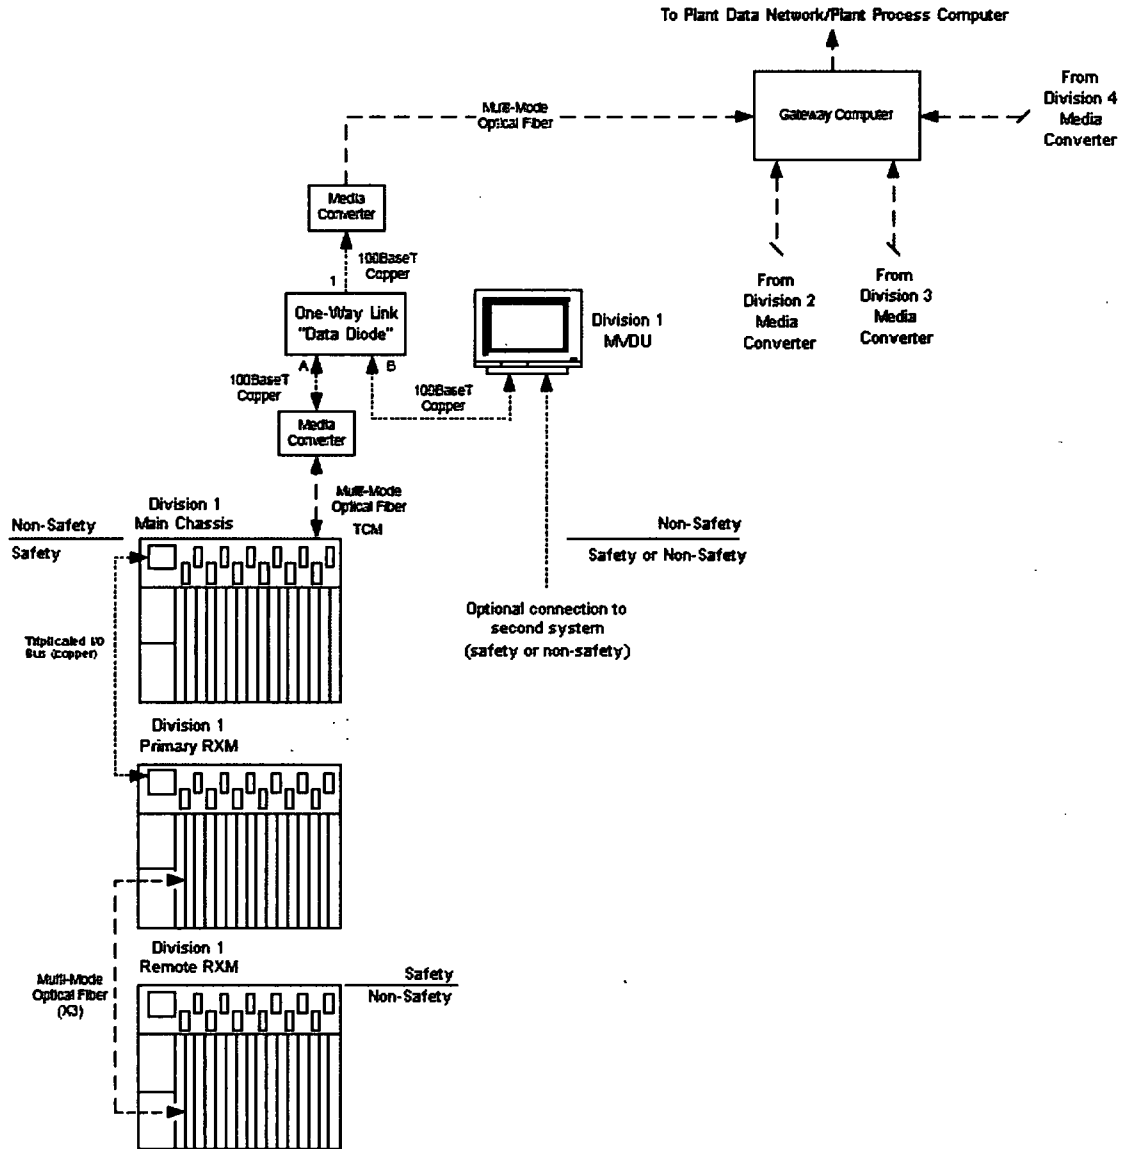 To Plant Data Network/Plant Process Computer
From
Division 4
Media
Converter
Multi-Mode
Optical Fiber
Gateway Computer
Media
Converter
100BaseT
Copper
1
From
Division 2
Media
Converter
From
Division 3
Media
Converter
One-Way Link
"Data Diode"
A
B
Division 1
MVDU
100BaseT
Copper
100BaseT
Copper
Media
Converter
Multi-Mode
Optical Fiber
TCM
Division 1
Main Chassis
Non-Safety
Safety
Non-Safety
Safety or Non-Safety
Optional connection to
second system
(safety or non-safety)
Triplicated I/O
Bus (copper)
Division 1
Primary RXM
Division 1
Remote RXM
Safety
Non-Safety
Multi-Mode
Optical Fiber
(X3)